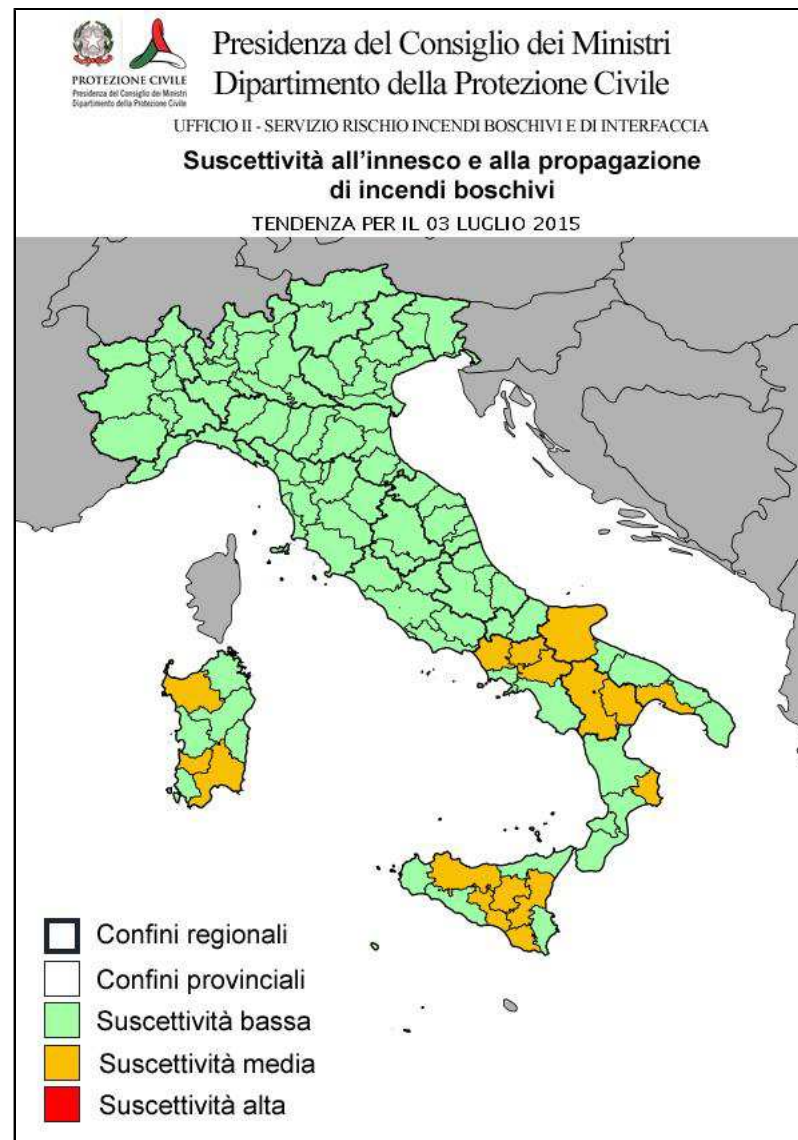 Presidenza del Consiglio dei Ministri
Dipartimento della Protezione Civile
PROTEZIONE CIVILE
Presidenza del Consiglio dei Ministri
Dipartimento della Protezione Civile
UFFICIO II - SERVIZIO RISCHIO INCENDI BOSCHIVI E DI INTERFACCIA
Suscettività all'innesco e alla propagazione
di incendi boschivi
TENDENZA PER IL 03 LUGLIO 2015
Confini regionali
Confini provinciali
Suscettività bassa
Suscettività media
Suscettività alta